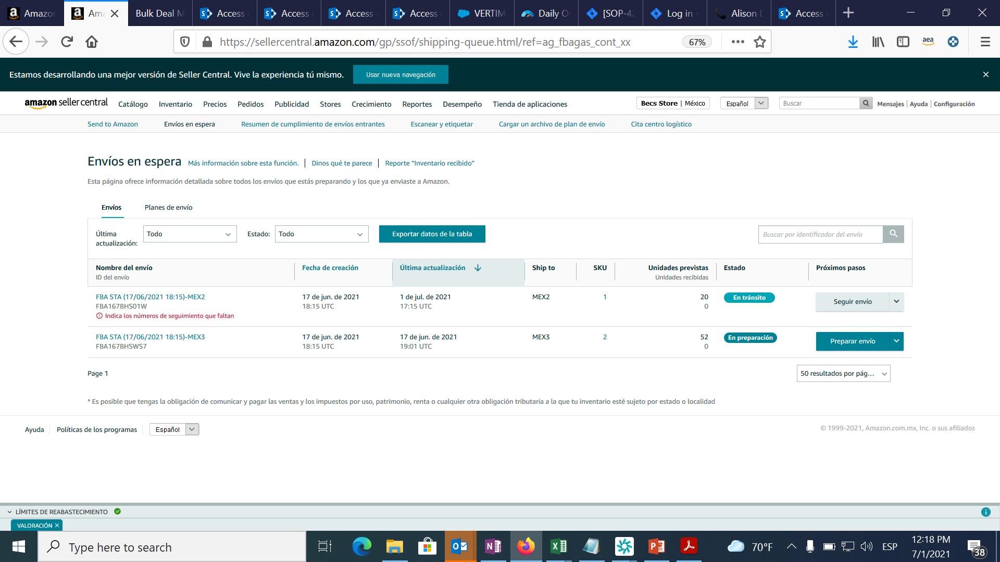 Amazon
Ama
Bulk Deal M
Access
Access
Access
Access
VERTIM
Daily O
[SOP-42
Log in -
Alison D
Access
https://sellercentral.amazon.com/gp/ssof/shipping-queue.html/ref=ag_fbagas_cont_xx
67%
aea
Estamos desarrollando una mejor versión de Seller Central. Vive la experiencia tú mismo.
Usar nueva navegación
amazon seller central
Catálogo
Inventario
Precios
Pedidos
Publicidad
Stores
Crecimiento
Reportes
Desempeño
Tienda de aplicaciones
Becs Store | México
Español
Buscar
Mensajes
Ayuda
Configuración
Send to Amazon
Envíos en espera
Resumen de cumplimiento de envíos entrantes
Escanear y etiquetar
Cargar un archivo de plan de envío
Cita centro logístico
Envíos en espera
Más información sobre esta función.
Dinos qué te parece
Reporte “Inventario recibido”
Esta página ofrece información detallada sobre todos los envíos que estás preparando y los que ya enviaste a Amazon.
Envíos
Planes de envío
Última
actualización:
Todo
Estado:
Todo
Exportar datos de la tabla
Buscar por identificador del envío
Nombre del envío
ID del envío
Fecha de creación
Última actualización
Ship to
SKU
Unidades previstas
Unidades recibidas
Estado
Próximos pasos
FBA STA (17/06/2021 18:15)-MEX2
FBA167BHS01W
Indica los números de seguimiento que faltan
17 de jun. de 2021
18:15 UTC
1 de jul. de 2021
17:15 UTC
MEX2
1
20
0
En tránsito
Seguir envío
FBA STA (17/06/2021 18:15)-MEX3
FBA167BHSWS7
17 de jun. de 2021
18:15 UTC
17 de jun. de 2021
19:01 UTC
MEX3
2
52
0
En preparación
Preparar envío
Page 1
50 resultados por pág...
* Es posible que tengas la obligación de comunicar y pagar las ventas y los impuestos por uso, patrimonio, renta o cualquier otra obligación tributaria a la que tu inventario esté sujeto por estado o localidad
Ayuda
Políticas de los programas
Español
© 1999-2021, Amazon.com.mx, Inc. o sus afiliados
LÍMITES DE REABASTECIMIENTO
VALORACIÓN
Type here to search
70°F
ESP
12:18 PM
7/1/2021
38